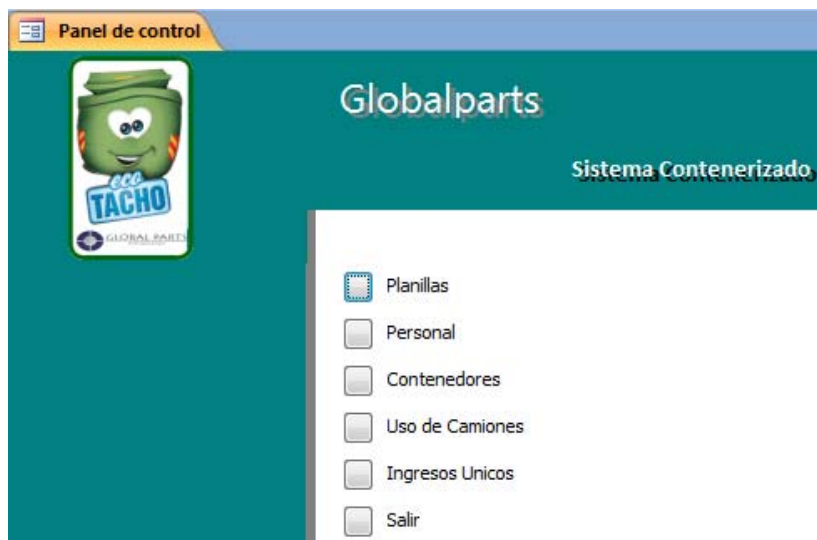 Panel de control
Globalparts
Sistema Contenerizado
eco
TACHO
GLOBAL PARTS
Planillas
Personal
Contenedores
Uso de Camiones
Ingresos Unicos
Salir